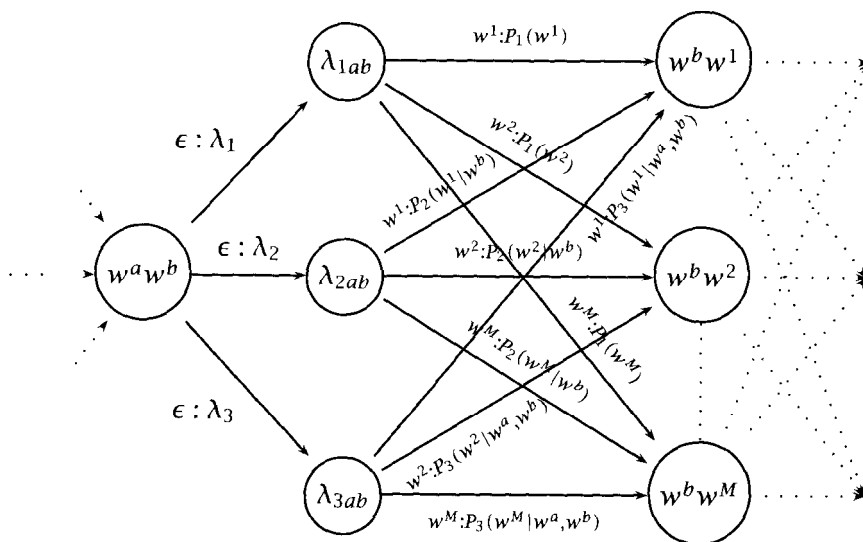 w¹:P₁(w¹)
λ₁ab
wᵇw¹
ϵ : λ₁
w²:P₁(w²)
w¹:P₂(w¹|wᵇ)
w¹:P₃(w¹|wᵃ,wᵇ)
wᵃwᵇ
ϵ : λ₂
λ₂ab
w²:P₂(w²|wᵇ)
wᵇw²
wᴹ:P₁(wᴹ)
wᴹ:P₂(wᴹ|wᵇ)
ϵ : λ₃
w²:P₃(w²|wᵃ,wᵇ)
λ₃ab
wᵇwᴹ
wᴹ:P₃(wᴹ|wᵃ,wᵇ)